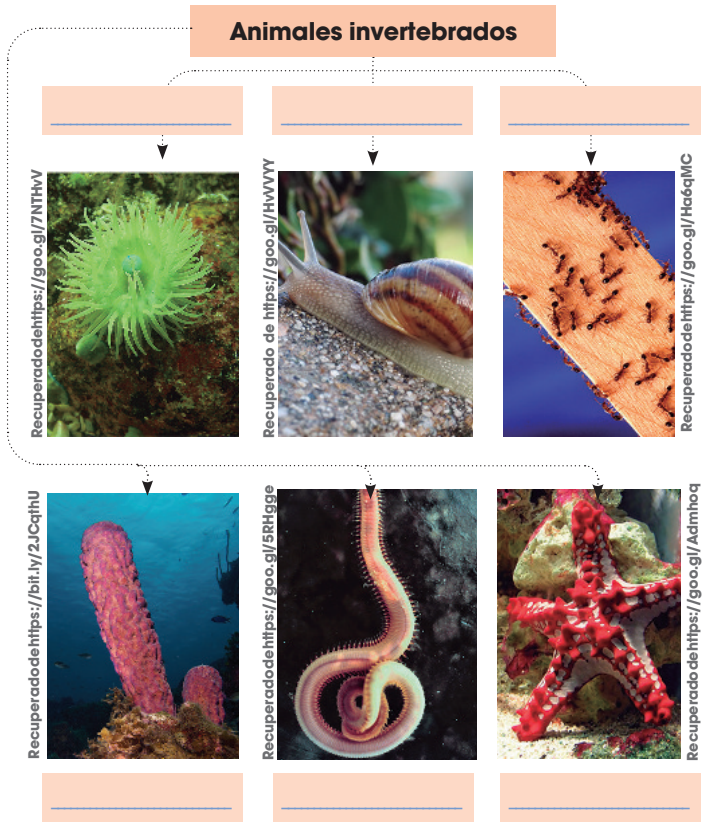 Animales invertebrados
Recuperadodehttps://goo.gl/7NTHvV
Recuperado de https://goo.gl/HvVVYY
Recuperadodehttps://goo.gl/Ha6qMC
Recuperadodehttps://bit.ly/2JCqthU
Recuperadodehttps://goo.gl/5RHgge
Recuperadodehttps://goo.gl/Admhoq